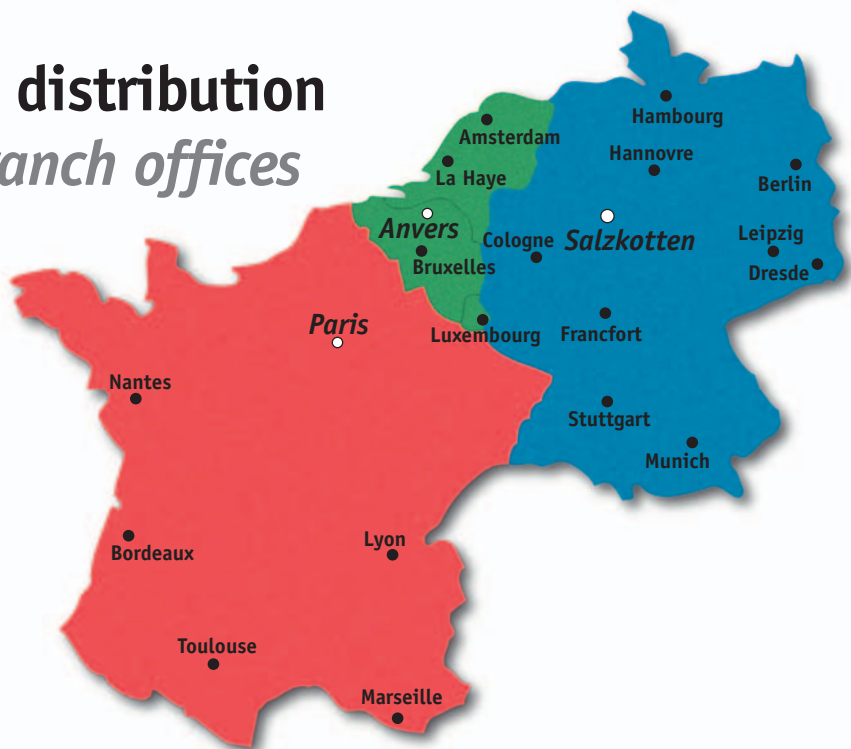 distribution
ranch offices
Hambourg
Amsterdam
Hannovre
La Haye
Berlin
Anvers
Cologne
Salzkotten
Leipzig
Bruxelles
Dresde
Paris
Luxembourg
Francfort
Nantes
Stuttgart
Munich
Bordeaux
Lyon
Toulouse
Marseille